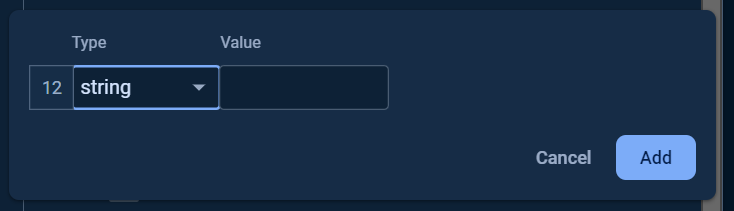 Type Value
12 string
Cancel Add